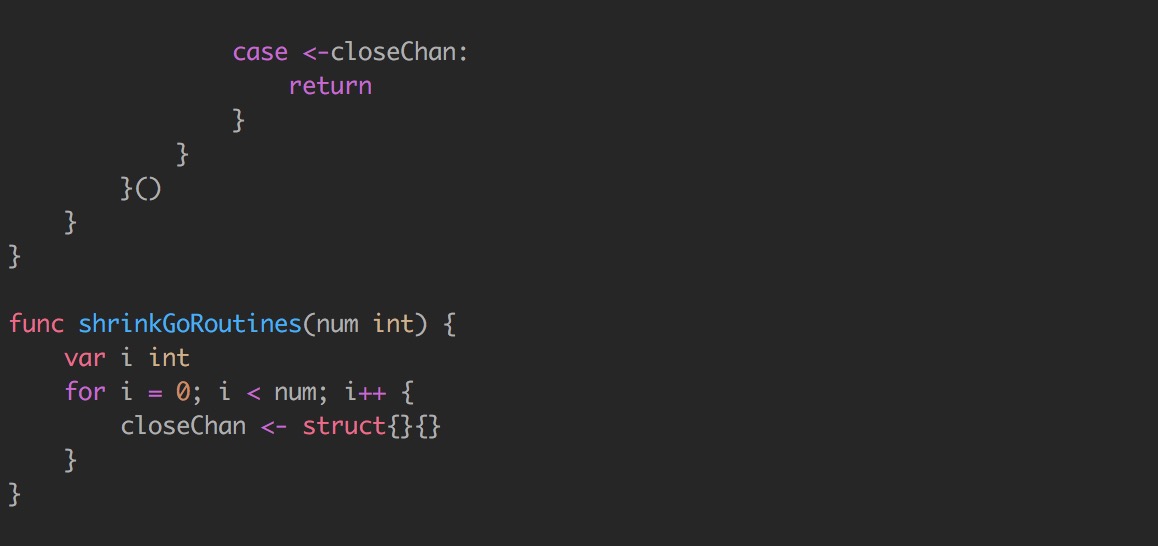 case <-closeChan:
                    return
                }
            }
        }()
    }
}

func shrinkGoRoutines(num int) {
    var i int
    for i = 0; i < num; i++ {
        closeChan <- struct{}{}
    }
}